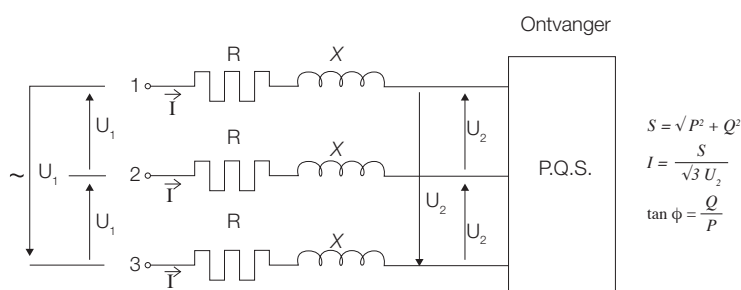 Ontvanger
R X
1
I
U₁ U₂
S = √P² + Q²
R X
~ U₁ 2
I
P.Q.S.
I = S / √3 U₂
U₂
tan ϕ = Q / P
R X
U₁ U₂
3
I